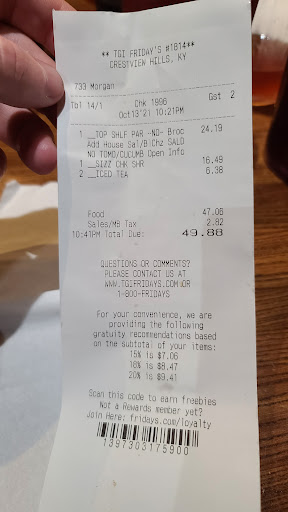 ** TGI FRIDAY'S #1814**
CRESTVIEW HILLS, KY
733 Morgan
Tbl 14/1 Chk 1996 Gst 2
Oct13'21 10:21PM
1 __TOP SHLF PAR -NO- Broc 24.19
Add House Sal/B Chz SALD
NO TOMO/CUCUMB Open Info
1 __SIZZ CHK SHR 16.49
2 __ICED TEA 6.38
Food 47.06
Sales/MB Tax 2.82
10:41PM Total Due: 49.88
QUESTIONS OR COMMENTS?
PLEASE CONTACT US AT
WWW.TGIFRIDAYS.COM OR
1-800-FRIDAYS
For your convenience, we are
providing the following
gratuity recommendations based
on the subtotal of your items:
15% is $7.06
18% is $8.47
20% is $9.41
Scan this code to earn freebies
Not a Rewards member yet?
Join Here: fridays.com/loyalty
1397303175900